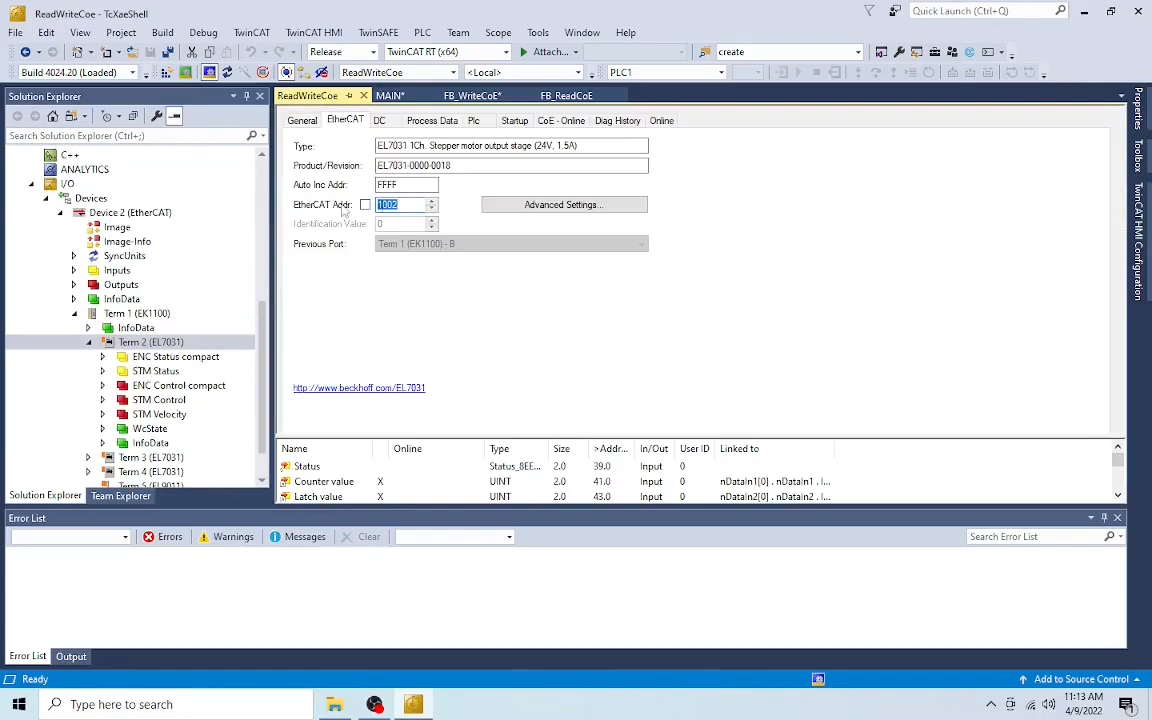 ReadWriteCoe - TcXaeShell
Quick Launch (Ctrl+Q)
File Edit View Project Build Debug TwinCAT TwinCAT HMI TwinSAFE PLC Team Scope Tools Window Help
Release TwinCAT RT (x64) Attach... create
Build 4024.20 (Loaded) ReadWriteCoe <Local> PLC1
Solution Explorer
Search Solution Explorer (Ctrl+;)
C++
ANALYTICS
I/O
Devices
Device 2 (EtherCAT)
Image
Image-Info
SyncUnits
Inputs
Outputs
InfoData
Term 1 (EK1100)
InfoData
Term 2 (EL7031)
ENC Status compact
STM Status
ENC Control compact
STM Control
STM Velocity
WcState
InfoData
Term 3 (EL7031)
Term 4 (EL7031)
Term 5 (EL9011)
Solution Explorer Team Explorer
ReadWriteCoe MAIN* FB_WriteCoE* FB_ReadCoE
General EtherCAT DC Process Data Plc Startup CoE - Online Diag History Online
Type: EL7031 1Ch. Stepper motor output stage (24V, 1.5A)
Product/Revision: EL7031-0000-0018
Auto Inc Addr: FFFF
EtherCAT Addr: 1002 Advanced Settings...
Identification Value: 0
Previous Port: Term 1 (EK1100) - B
http://www.beckhoff.com/EL7031
Name Online Type Size >Addr... In/Out User ID Linked to
Status Status_8EE... 2.0 39.0 Input 0
Counter value X UINT 2.0 41.0 Input 0 nDataIn1[0] . nDataIn1 . I...
Latch value X UINT 2.0 43.0 Input 0 nDataIn2[0] . nDataIn2 . I...
Properties
Toolbox
TwinCAT HMI Configuration
Error List
Errors Warnings Messages Clear Search Error List
Error List Output
Ready Add to Source Control
Type here to search
11:13 AM
4/9/2022
1